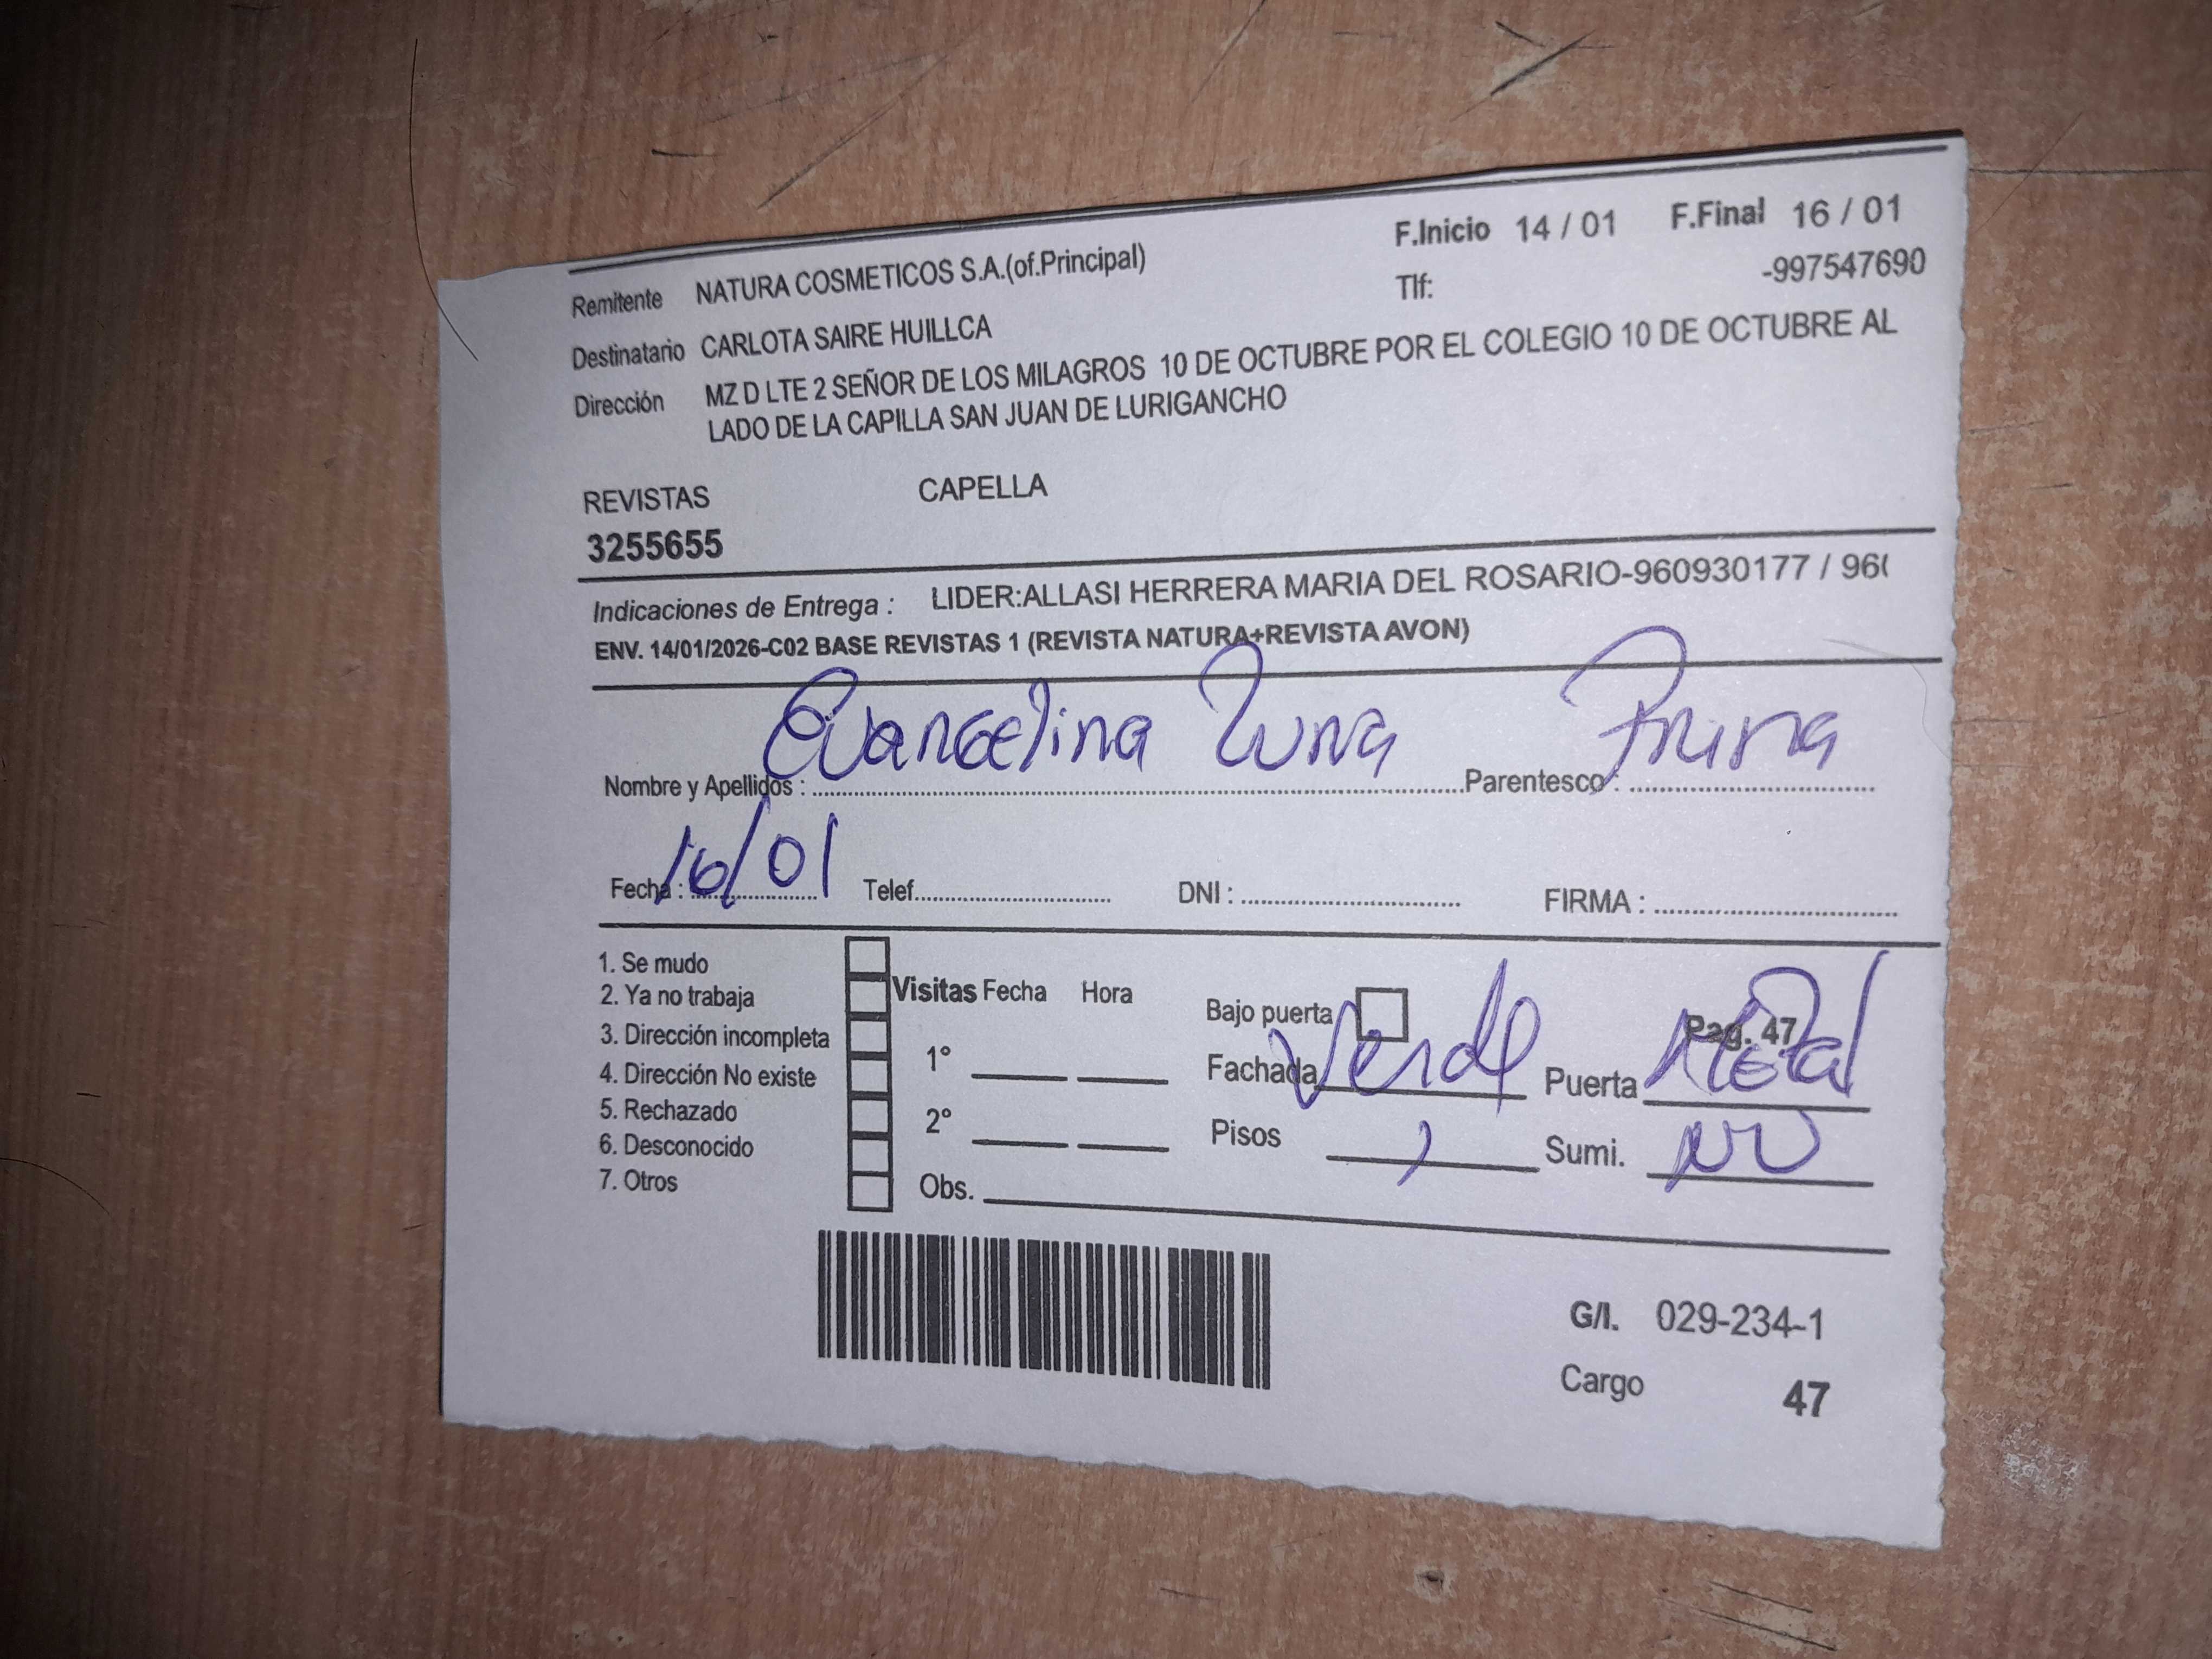 F.Inicio 14 / 01 F.Final 16 / 01
Remitente NATURA COSMETICOS S.A.(of.Principal) Tlf: -997547690
Destinatario CARLOTA SAIRE HUILLCA
Dirección MZ D LTE 2 SEÑOR DE LOS MILAGROS 10 DE OCTUBRE POR EL COLEGIO 10 DE OCTUBRE AL
LADO DE LA CAPILLA SAN JUAN DE LURIGANCHO
REVISTAS CAPELLA
3255655
Indicaciones de Entrega : LIDER:ALLASI HERRERA MARIA DEL ROSARIO-960930177 / 96
ENV. 14/01/2026-C02 BASE REVISTAS 1 (REVISTA NATURA+REVISTA AVON)
Nombre y Apellidos : Evangelina Luna Parentesco : Prima
Fecha : 16/01 Telef. DNI : FIRMA :
1. Se mudo
2. Ya no trabaja Visitas Fecha Hora Bajo puerta Pag. 47
3. Dirección incompleta 1° Fachada Verde Puerta Metal
4. Dirección No existe
5. Rechazado 2° Pisos 1 Sumi.
6. Desconocido
7. Otros Obs.
G/I. 029-234-1
Cargo 47